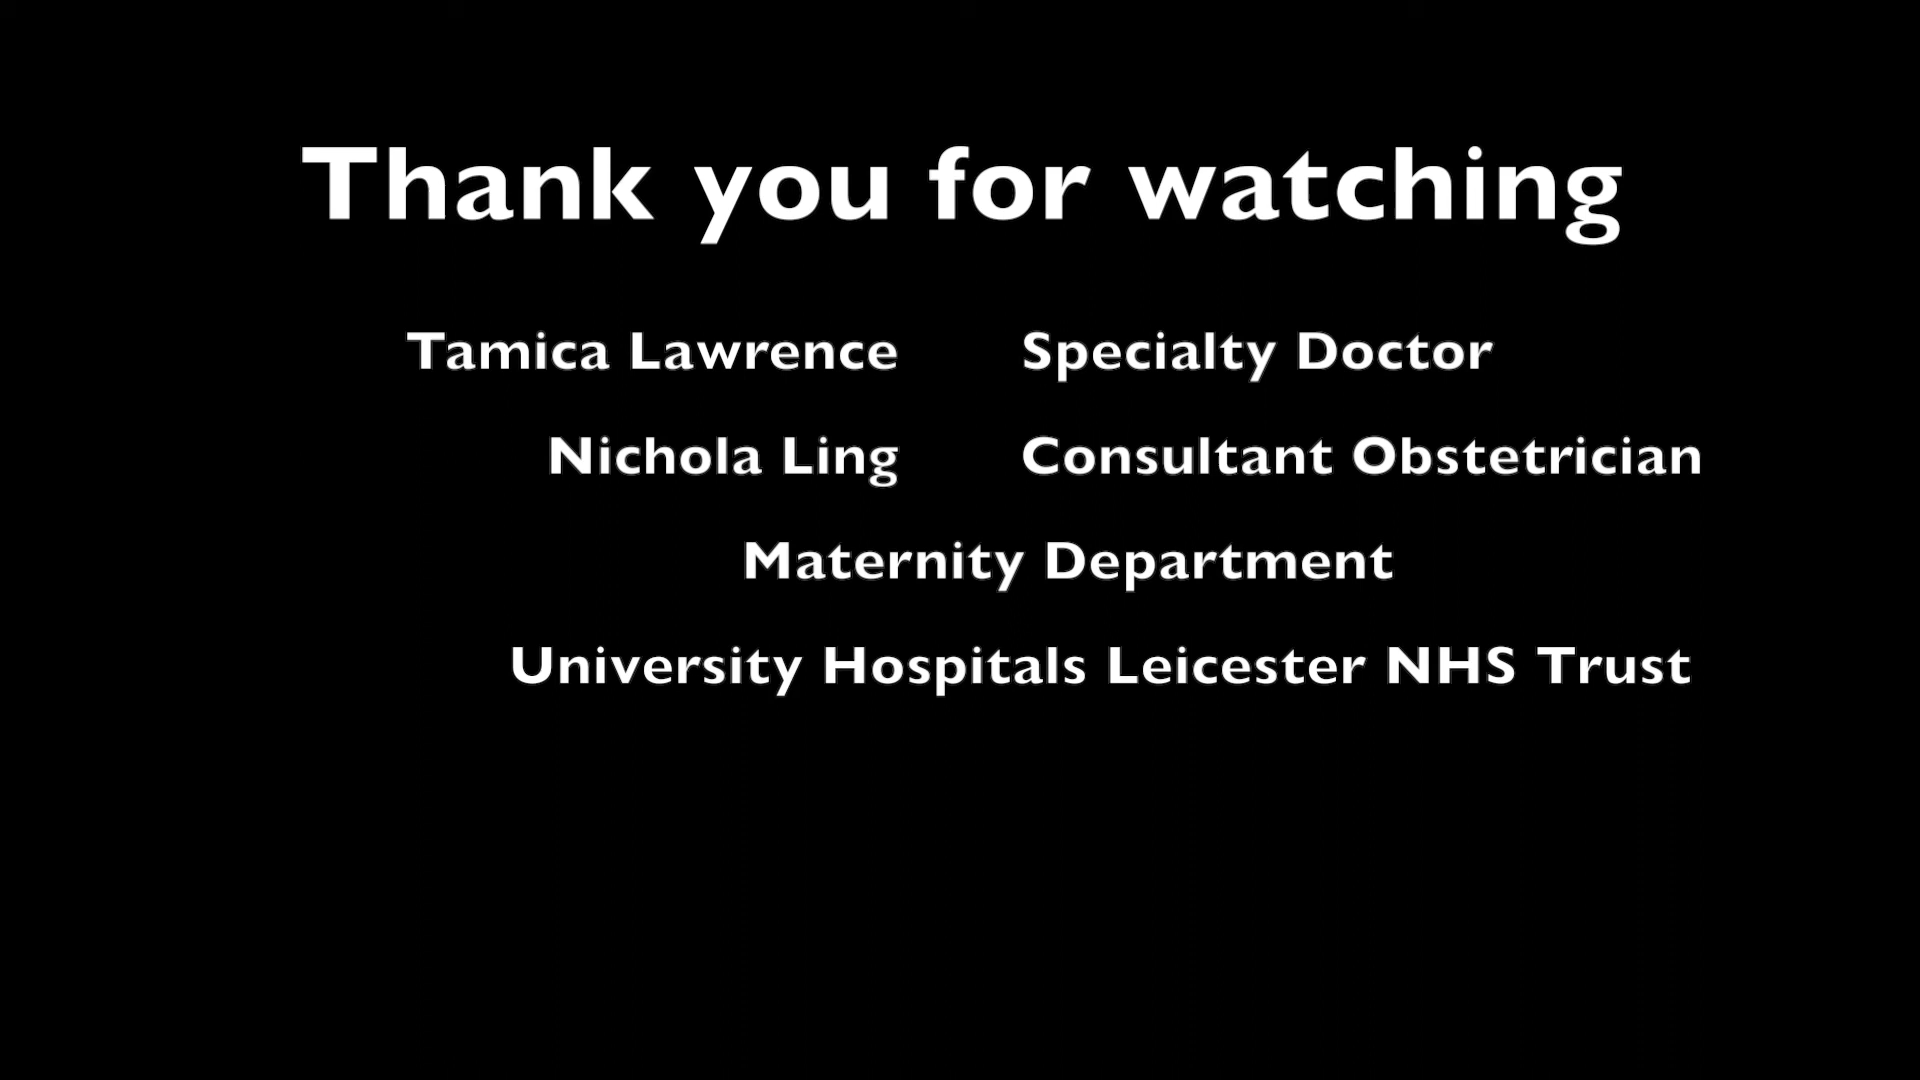 Thank you for watching
Tamica Lawrence Specialty Doctor
Nichola Ling Consultant Obstetrician
Maternity Department
University Hospitals Leicester NHS Trust